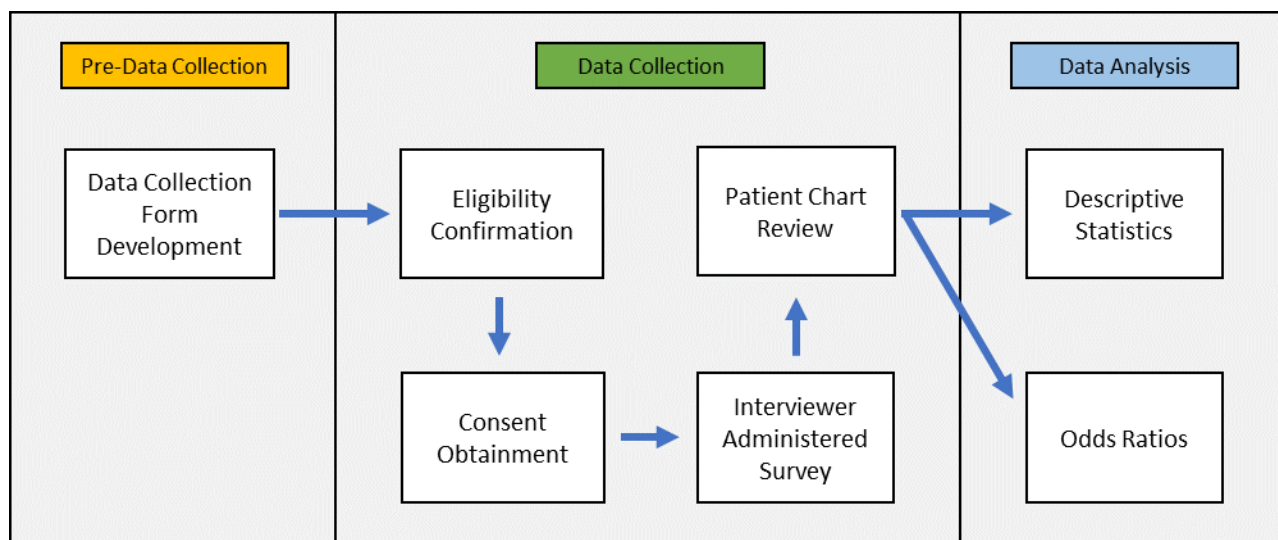 Pre-Data Collection
Data Collection
Data Analysis
Data Collection
Form
Development
Eligibility
Confirmation
Patient Chart
Review
Descriptive
Statistics
Consent
Obtainment
Interviewer
Administered
Survey
Odds Ratios